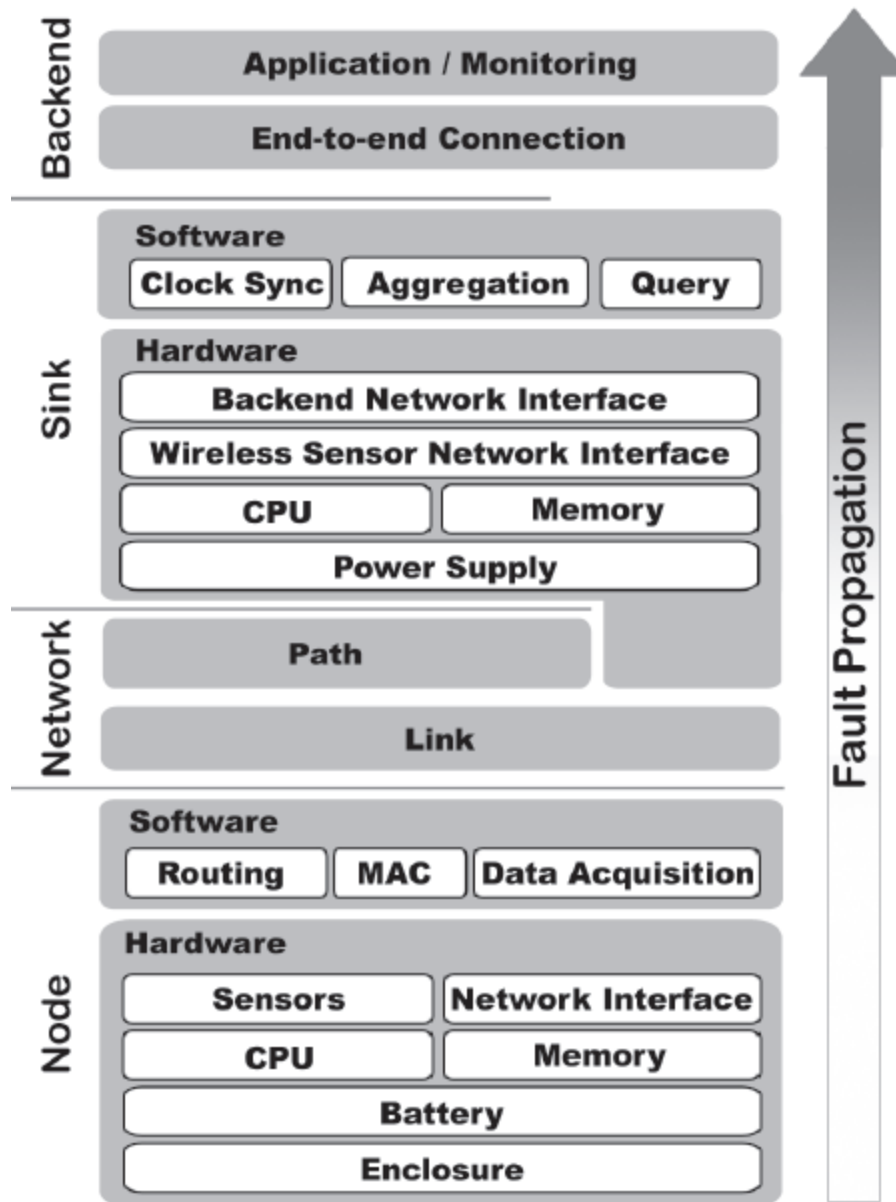 Backend
Application / Monitoring
End-to-end Connection
Sink
Software
Clock Sync
Aggregation
Query
Hardware
Backend Network Interface
Wireless Sensor Network Interface
CPU
Memory
Power Supply
Network
Path
Link
Node
Software
Routing
MAC
Data Acquisition
Hardware
Sensors
Network Interface
CPU
Memory
Battery
Enclosure
Fault Propagation